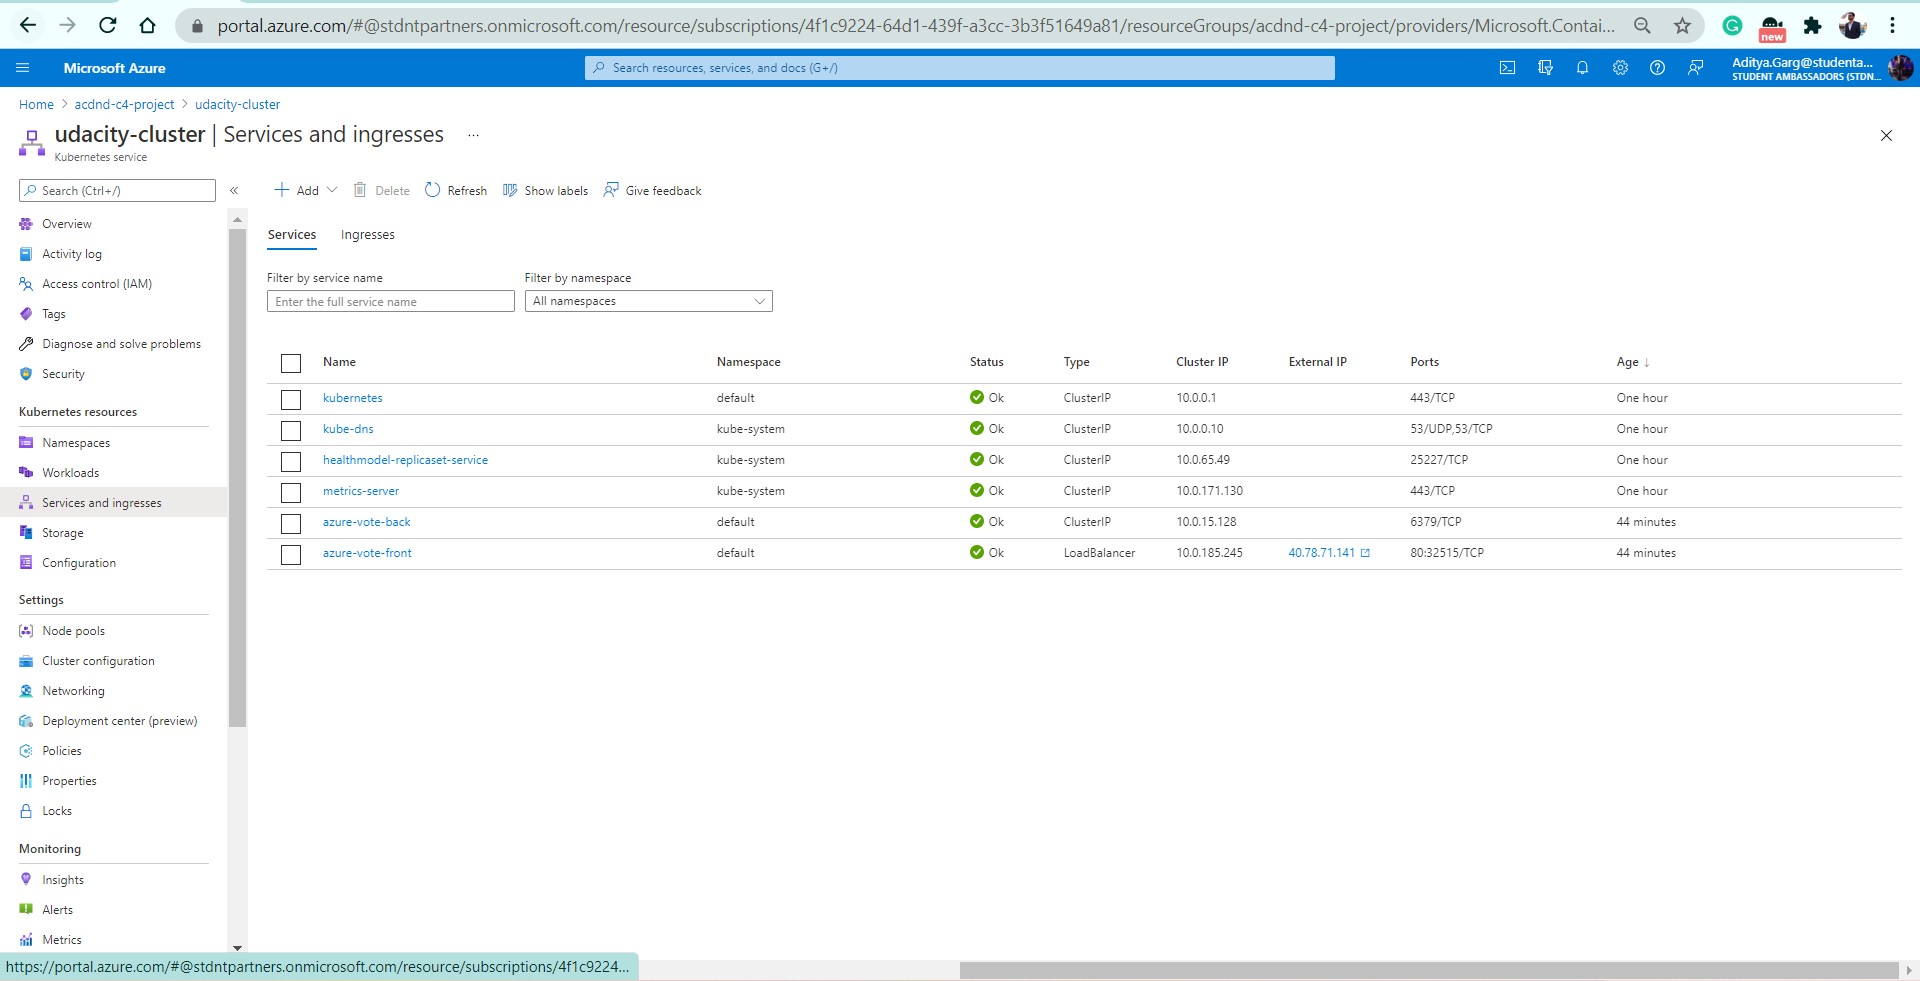 portal.azure.com/#@stdntpartners.onmicrosoft.com/resource/subscriptions/4f1c9224-64d1-439f-a3cc-3b3f51649a81/resourceGroups/acdnd-c4-project/providers/Microsoft.Contai...
new
Microsoft Azure
Search resources, services, and docs (G+/)
Aditya.Garg@studenta...
STUDENT AMBASSADORS (STDN...
Home > acdnd-c4-project > udacity-cluster
udacity-cluster | Services and ingresses ...
Kubernetes service
Search (Ctrl+/)
Add Delete Refresh Show labels Give feedback
Overview
Activity log
Access control (IAM)
Tags
Diagnose and solve problems
Security
Kubernetes resources
Namespaces
Workloads
Services and ingresses
Storage
Configuration
Settings
Node pools
Cluster configuration
Networking
Deployment center (preview)
Policies
Properties
Locks
Monitoring
Insights
Alerts
Metrics
Services Ingresses
Filter by service name Filter by namespace
Enter the full service name All namespaces
Name Namespace Status Type Cluster IP External IP Ports Age ↓
kubernetes default Ok ClusterIP 10.0.0.1 443/TCP One hour
kube-dns kube-system Ok ClusterIP 10.0.0.10 53/UDP,53/TCP One hour
healthmodel-replicaset-service kube-system Ok ClusterIP 10.0.65.49 25227/TCP One hour
metrics-server kube-system Ok ClusterIP 10.0.171.130 443/TCP One hour
azure-vote-back default Ok ClusterIP 10.0.15.128 6379/TCP 44 minutes
azure-vote-front default Ok LoadBalancer 10.0.185.245 40.78.71.141 80:32515/TCP 44 minutes
https://portal.azure.com/#@stdntpartners.onmicrosoft.com/resource/subscriptions/4f1c9224...